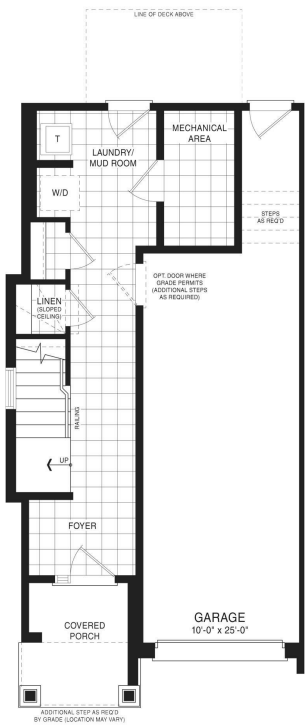 LINE OF DECK ABOVE
MECHANICAL
AREA
T
LAUNDRY/
MUD ROOM
W/D
STEPS
AS REQ'D
OPT. DOOR WHERE
GRADE PERMITS
(ADDITIONAL STEPS
AS REQUIRED)
LINEN
(SLOPED
CEILING)
RAILING
UP
FOYER
GARAGE
10'-0" x 25'-0"
COVERED
PORCH
ADDITIONAL STEP AS REQ'D
BY GRADE (LOCATION MAY VARY)